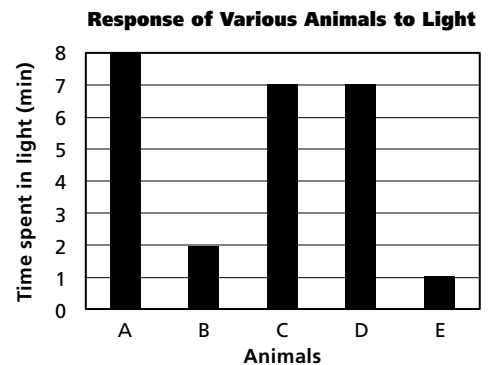 Response of Various Animals to Light
Time spent in light (min)
8
7
6
5
4
3
2
1
0
A B C D E
Animals